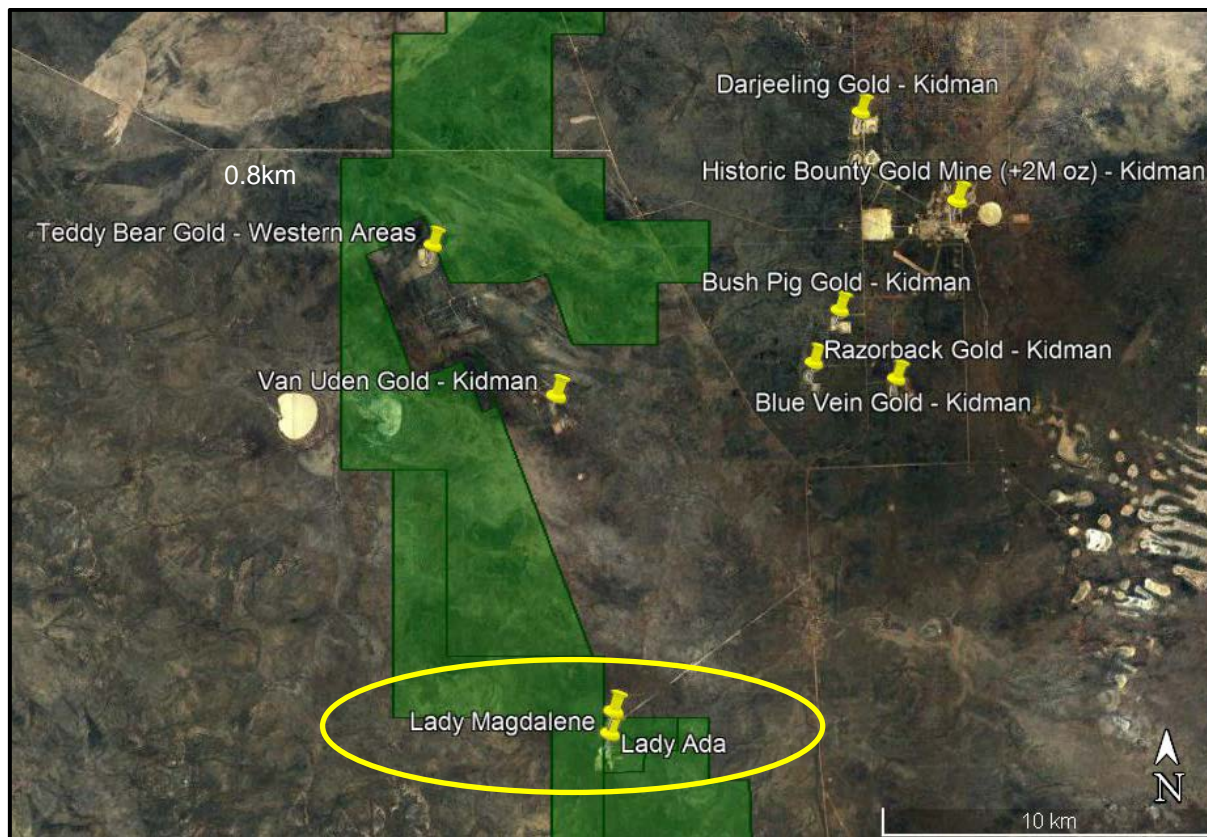 Darjeeling Gold - Kidman
0.8km
Historic Bounty Gold Mine (+2M oz) - Kidman
Teddy Bear Gold - Western Areas
Bush Pig Gold - Kidman
Razorback Gold - Kidman
Van Uden Gold - Kidman
Blue Vein Gold - Kidman
Lady Magdalene
Lady Ada
N
10 km